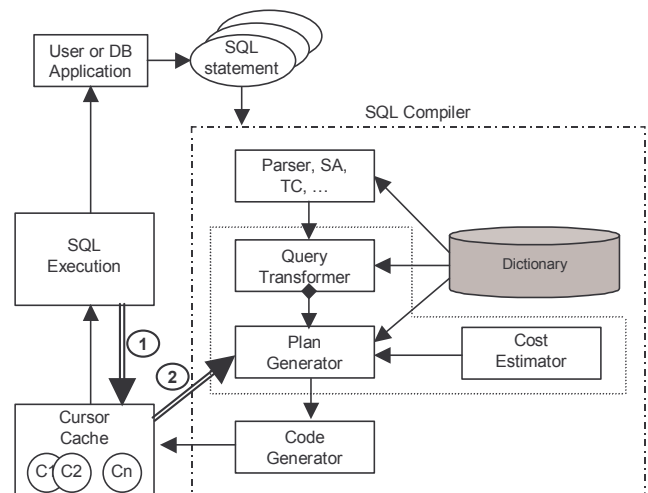 User or DB
Application
SQL
statement
SQL Compiler
Parser, SA,
TC, …
SQL
Execution
Query
Transformer
Dictionary
1
2
Plan
Generator
Cost
Estimator
Cursor
Cache
C1
C2
Cn
Code
Generator